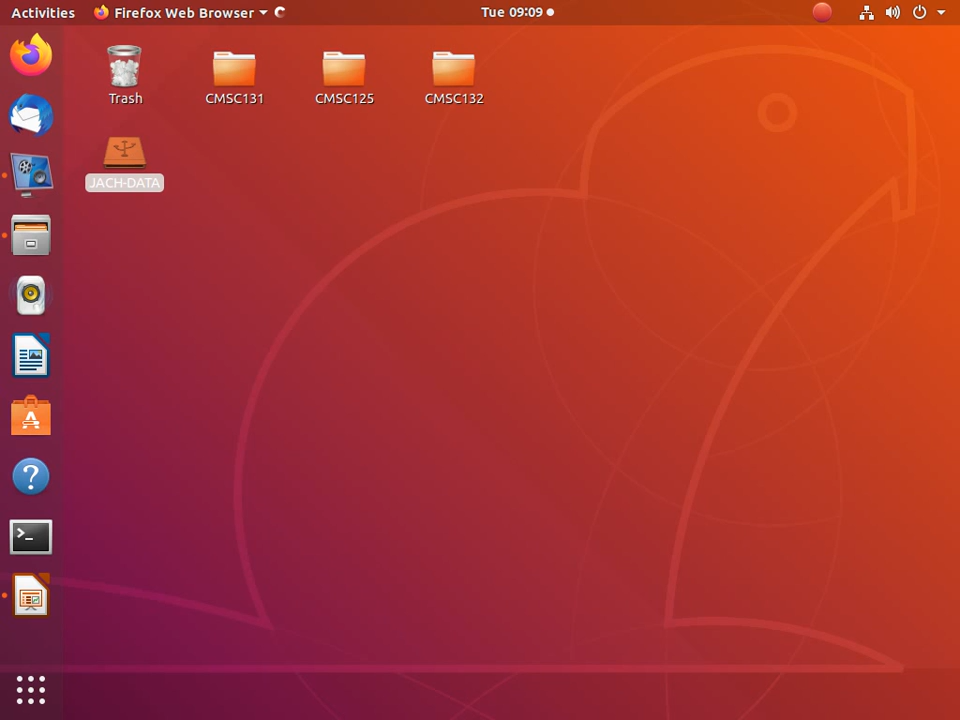 Activities Firefox Web Browser Tue 09:09
Trash CMSC131 CMSC125 CMSC132
JACH-DATA